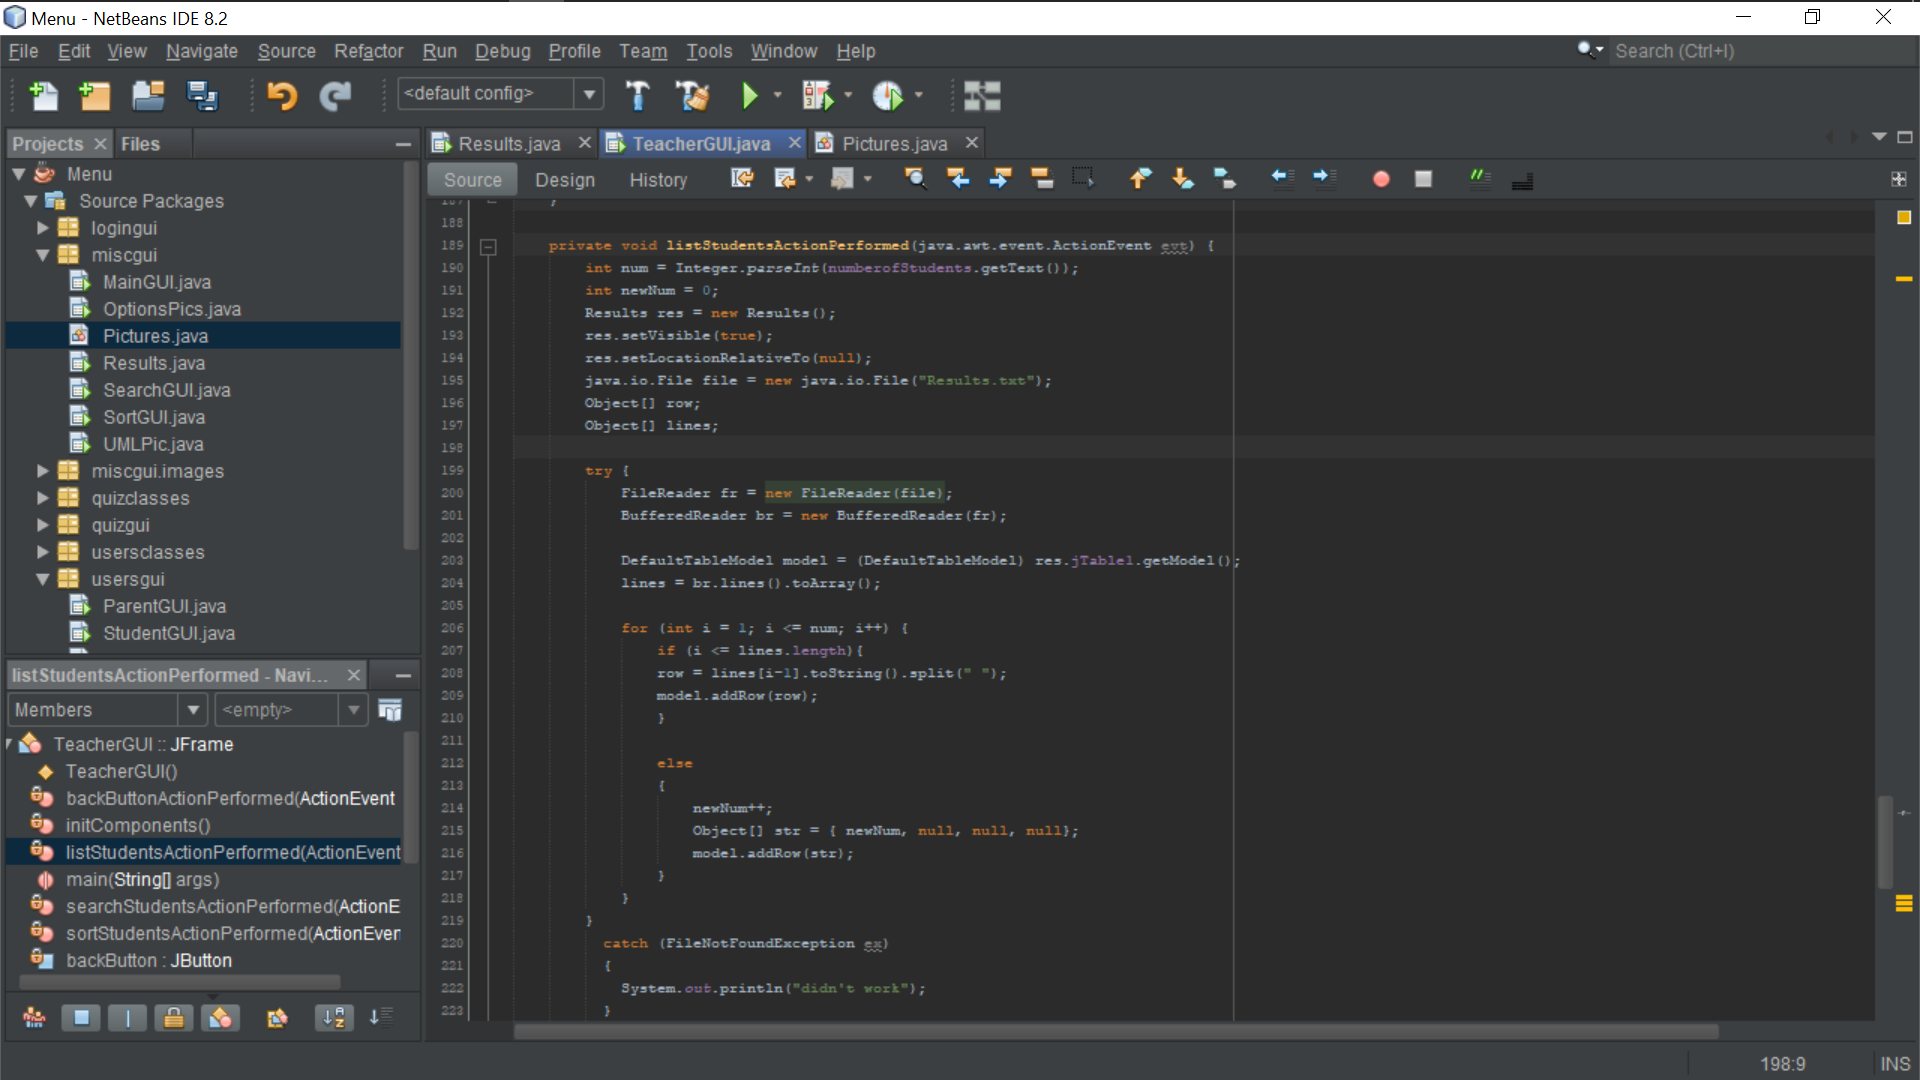 Menu - NetBeans IDE 8.2
File Edit View Navigate Source Refactor Run Debug Profile Team Tools Window Help
Search (Ctrl+I)
<default config>
Projects Files
Menu
Source Packages
logingui
miscgui
MainGUI.java
OptionsPics.java
Pictures.java
Results.java
SearchGUI.java
SortGUI.java
UMLPic.java
miscgui.images
quizclasses
quizgui
usersclasses
usersgui
ParentGUI.java
StudentGUI.java
listStudentsActionPerformed - Navi...
Members <empty>
TeacherGUI :: JFrame
TeacherGUI()
backButtonActionPerformed(ActionEvent
initComponents()
listStudentsActionPerformed(ActionEvent
main(String[] args)
searchStudentsActionPerformed(ActionE
sortStudentsActionPerformed(ActionEven
backButton : JButton
Results.java TeacherGUI.java Pictures.java
Source Design History
187 }
188
189 private void listStudentsActionPerformed(java.awt.event.ActionEvent evt) {
190 int num = Integer.parseInt(numberofStudents.getText());
191 int newNum = 0;
192 Results res = new Results();
193 res.setVisible(true);
194 res.setLocationRelativeTo(null);
195 java.io.File file = new java.io.File("Results.txt");
196 Object[] row;
197 Object[] lines;
198
199 try {
200 FileReader fr = new FileReader(file);
201 BufferedReader br = new BufferedReader(fr);
202
203 DefaultTableModel model = (DefaultTableModel) res.jTable1.getModel();
204 lines = br.lines().toArray();
205
206 for (int i = 1; i <= num; i++) {
207 if (i <= lines.length){
208 row = lines[i-1].toString().split(" ");
209 model.addRow(row);
210 }
211
212 else
213 {
214 newNum++;
215 Object[] str = { newNum, null, null, null};
216 model.addRow(str);
217 }
218 }
219 }
220 catch (FileNotFoundException ex)
221 {
222 System.out.println("didn't work");
223 }
198:9 INS